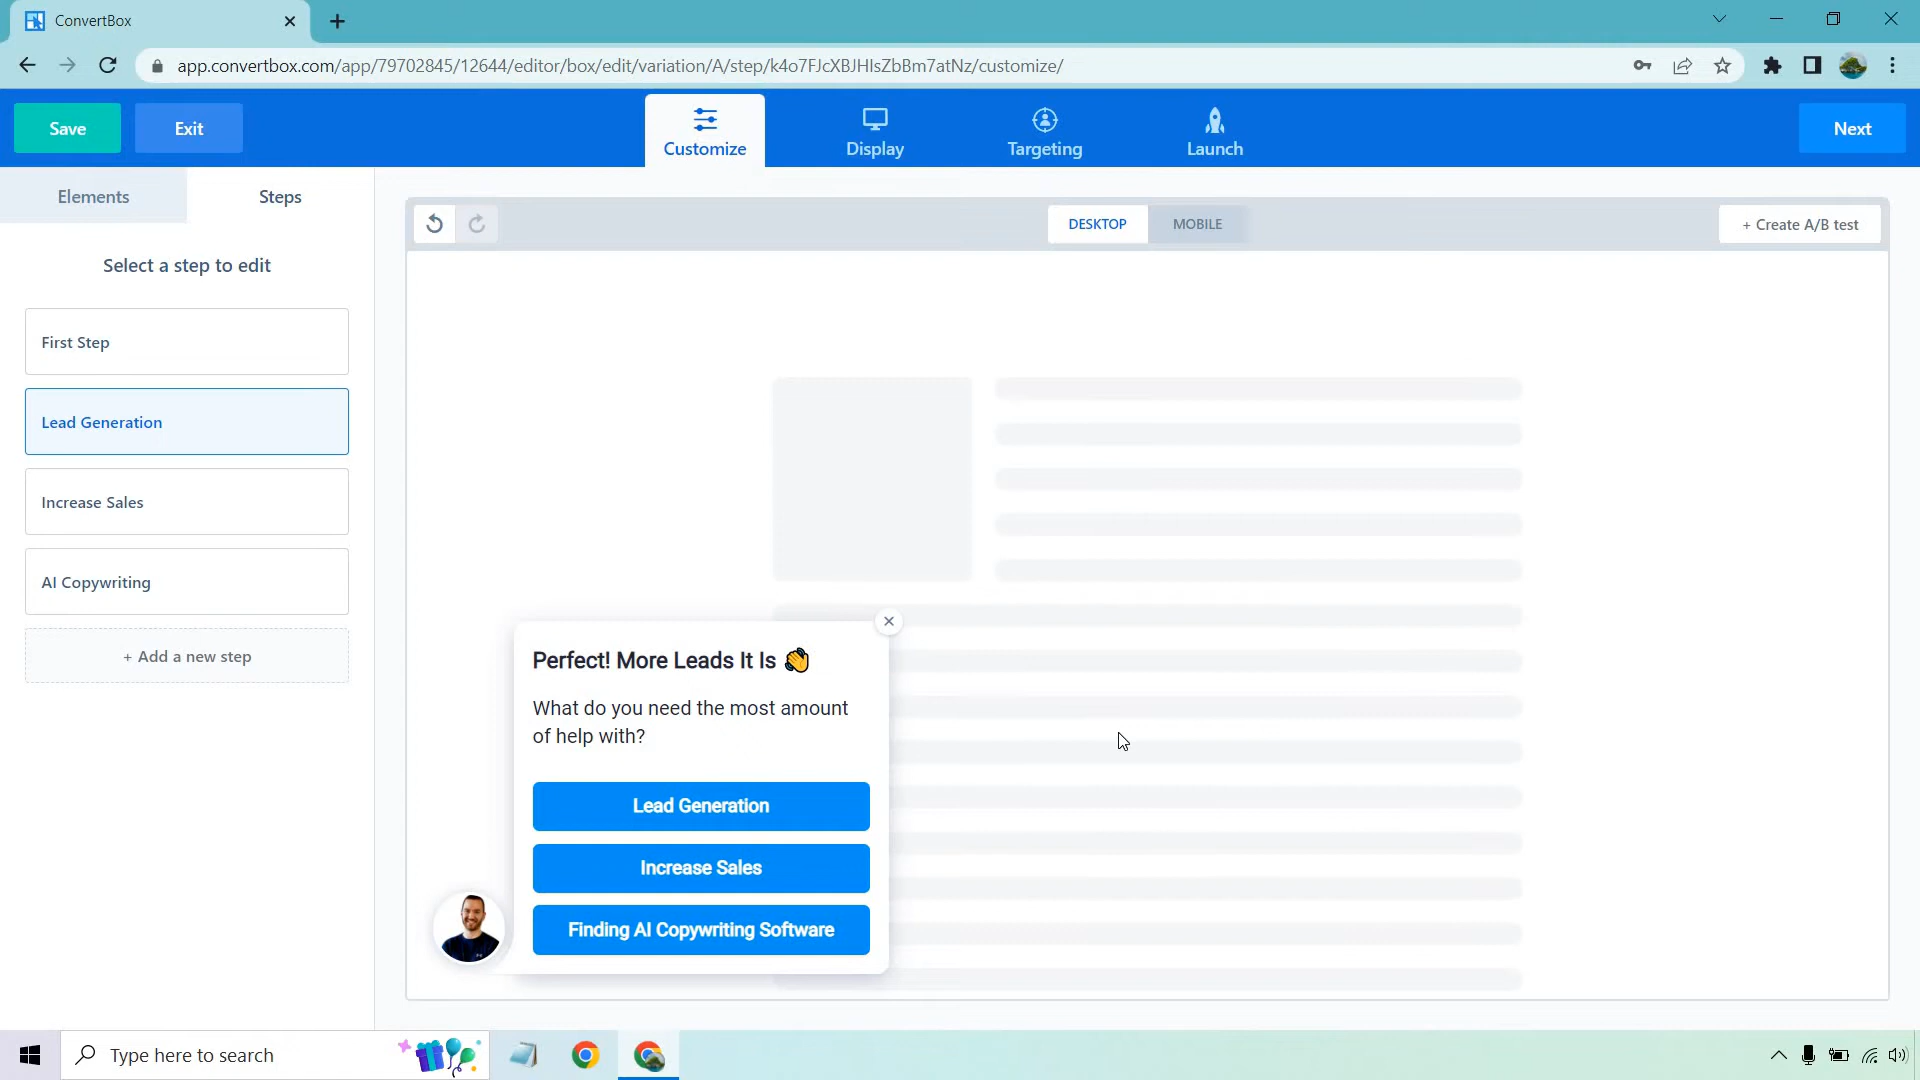 ConvertBox
app.convertbox.com/app/79702845/12644/editor/box/edit/variation/A/step/k4o7FJcXBJHIsZbBm7atNz/customize/
Save
Exit
Customize
Display
Targeting
Launch
Next
Elements
Steps
DESKTOP
MOBILE
+ Create A/B test
Select a step to edit
First Step
Lead Generation
Increase Sales
AI Copywriting
+ Add a new step
Perfect! More Leads It Is 👏
What do you need the most amount
of help with?
Lead Generation
Increase Sales
Finding AI Copywriting Software
Type here to search